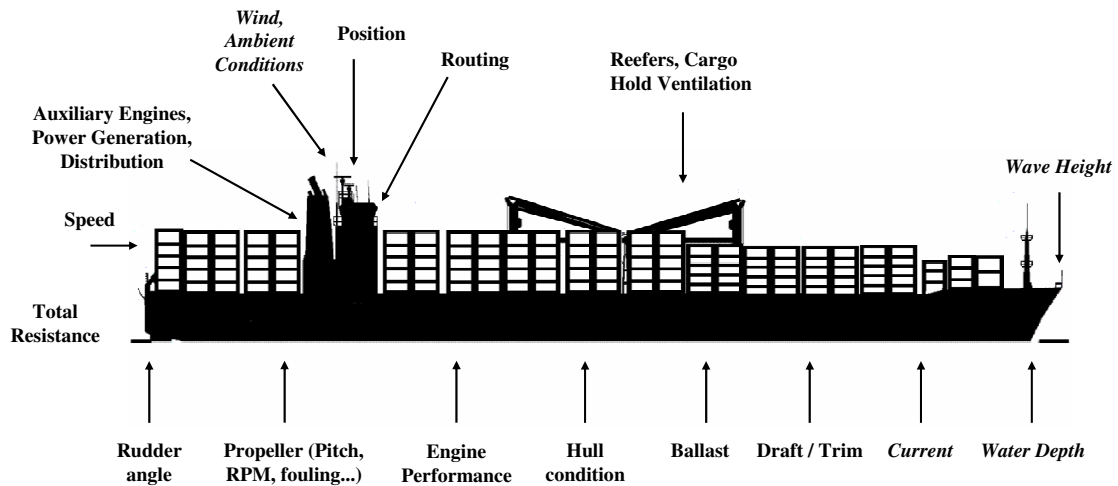 Wind,
Ambient
Conditions
Position
Routing
Reefers, Cargo
Hold Ventilation
Auxiliary Engines,
Power Generation,
Distribution
Wave Height
Speed
Total
Resistance
Rudder
angle
Propeller (Pitch,
RPM, fouling...)
Engine
Performance
Hull
condition
Ballast
Draft / Trim
Current
Water Depth